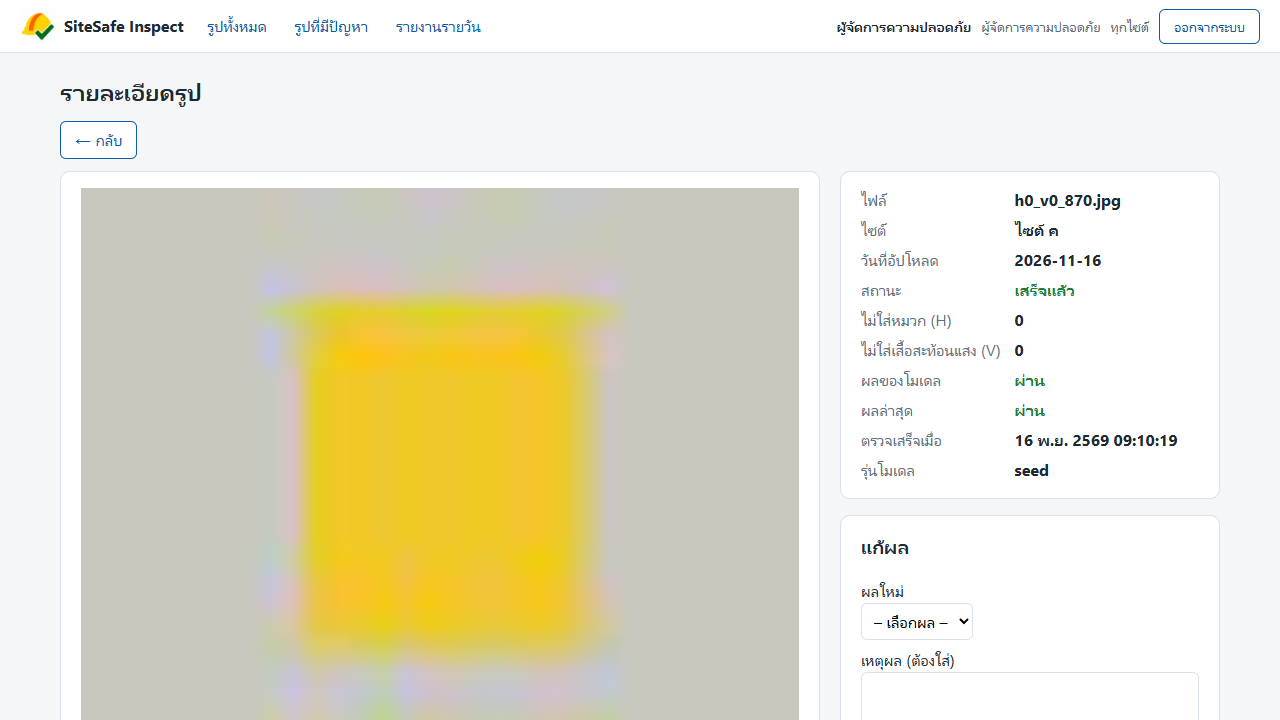 SiteSafe Inspect รูปทั้งหมด รูปที่มีปัญหา รายงานรายวัน ผู้จัดการความปลอดภัย ผู้จัดการความปลอดภัย ทุกไซต์ ออกจากระบบ
รายละเอียดรูป
← กลับ
ไฟล์ h0_v0_870.jpg
ไซต์ ไซต์ ค
วันที่อัปโหลด 2026-11-16
สถานะ เสร็จแล้ว
ไม่ใส่หมวก (H) 0
ไม่ใส่เสื้อสะท้อนแสง (V) 0
ผลของโมเดล ผ่าน
ผลล่าสุด ผ่าน
ตรวจเสร็จเมื่อ 16 พ.ย. 2569 09:10:19
รุ่นโมเดล seed
แก้ผล
ผลใหม่
– เลือกผล –
เหตุผล (ต้องใส่)